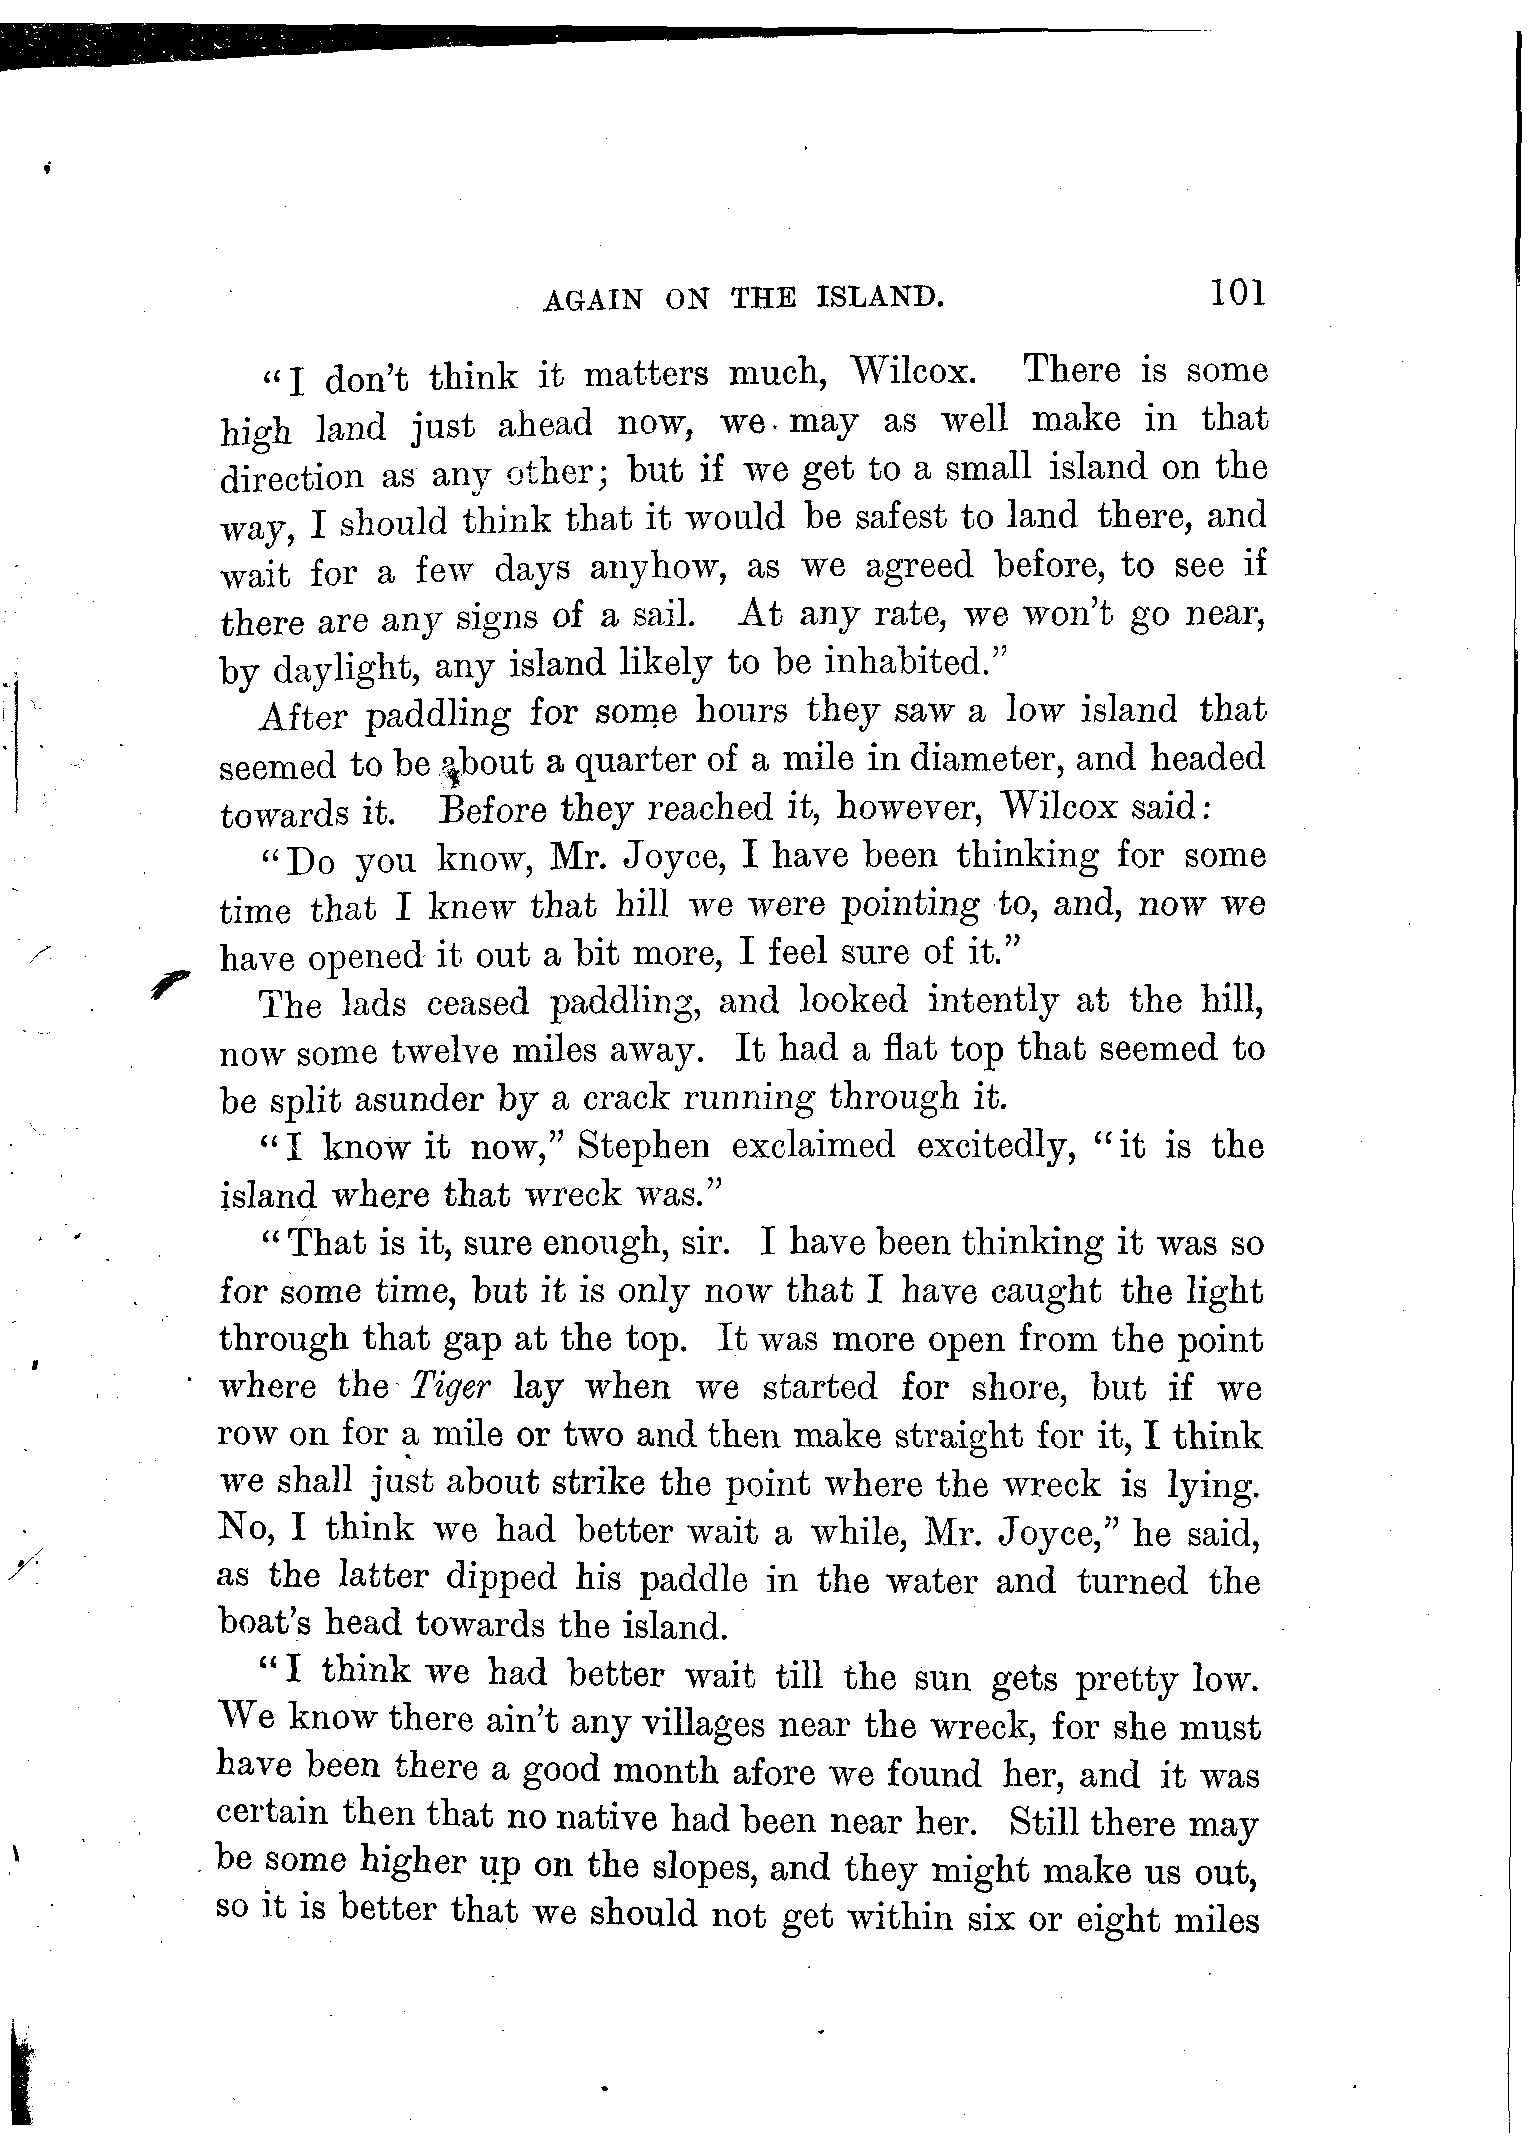 AGAIN ON THE ISLAND. 101
"I don't think it matters much, Wilcox. There is some
high land just ahead now, we may as well make in that
direction as any other; but if we get to a small island on the
way, I should think that it would be safest to land there, and
wait for a few days anyhow, as we agreed before, to see if
there are any signs of a sail. At any rate, we won't go near,
by daylight, any island likely to be inhabited."
After paddling for some hours they saw a low island that
seemed to be about a quarter of a mile in diameter, and headed
towards it. Before they reached it, however, Wilcox said:
"Do you know, Mr. Joyce, I have been thinking for some
time that I knew that hill we were pointing to, and, now we
have opened it out a bit more, I feel sure of it."
The lads ceased paddling, and looked intently at the hill,
now some twelve miles away. It had a flat top that seemed to
be split asunder by a crack running through it.
"I know it now," Stephen exclaimed excitedly, "it is the
island where that wreck was."
"That is it, sure enough, sir. I have been thinking it was so
for some time, but it is only now that I have caught the light
through that gap at the top. It was more open from the point
where the Tiger lay when we started for shore, but if we
row on for a mile or two and then make straight for it, I think
we shall just about strike the point where the wreck is lying.
No, I think we had better wait a while, Mr. Joyce," he said,
as the latter dipped his paddle in the water and turned the
boat's head towards the island.
"I think we had better wait till the sun gets pretty low.
We know there ain't any villages near the wreck, for she must
have been there a good month afore we found her, and it was
certain then that no native had been near her. Still there may
be some higher up on the slopes, and they might make us out,
so it is better that we should not get within six or eight miles